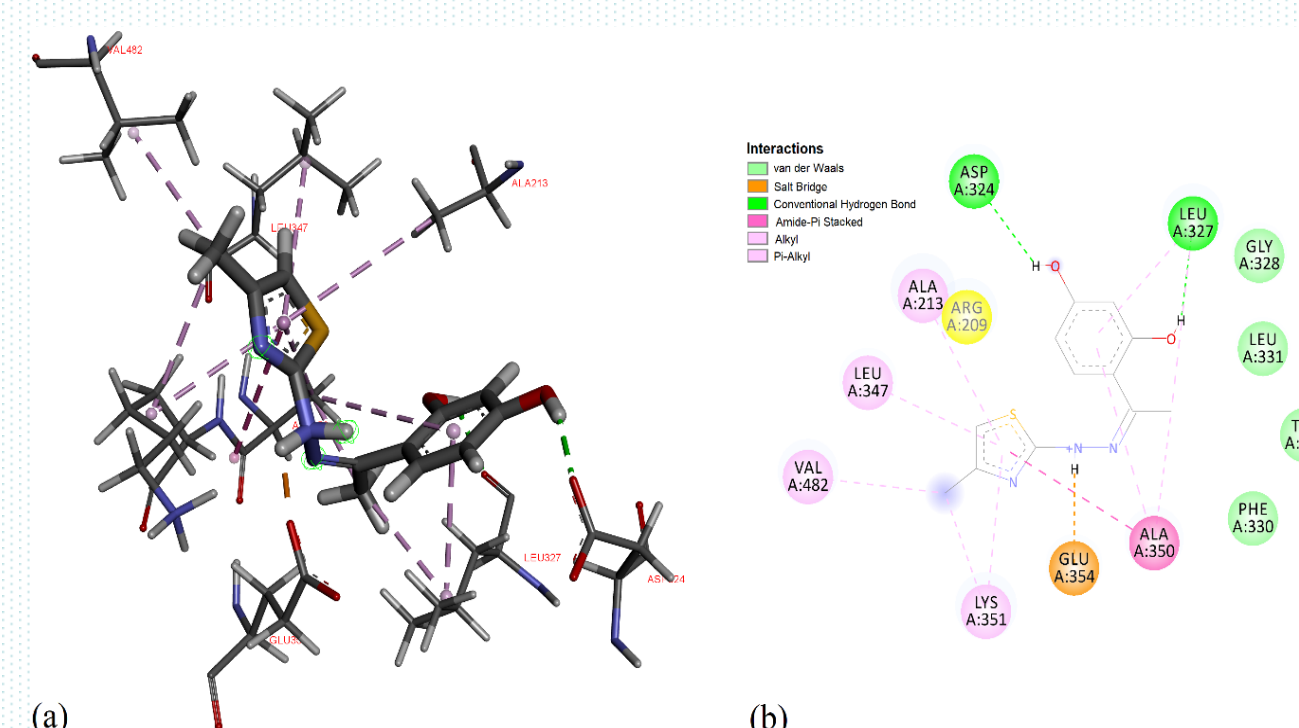 VAL482
ALA213
LEU347
LEU327
(a)
Interactions
van der Waals
Salt Bridge
Conventional Hydrogen Bond
Amide-Pi Stacked
Alkyl
Pi-Alkyl
ASP
A:324
LEU
A:327
GLY
A:328
ALA
A:213
ARG
A:209
LEU
A:331
LEU
A:347
VAL
A:482
PHE
A:330
ALA
A:350
GLU
A:354
LYS
A:351
H
O
H
O
S
+N
N
H
N
(b)